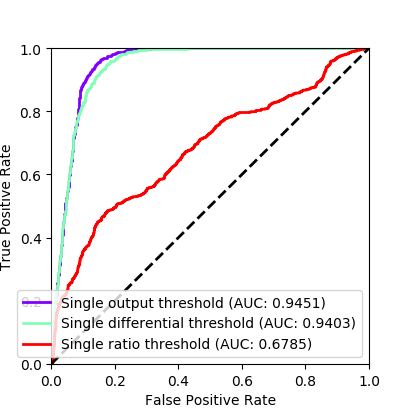 1.0
0.8
0.6
0.4
0.2
0.0
True Positive Rate
Single output threshold (AUC: 0.9451)
Single differential threshold (AUC: 0.9403)
Single ratio threshold (AUC: 0.6785)
0.0 0.2 0.4 0.6 0.8 1.0
False Positive Rate